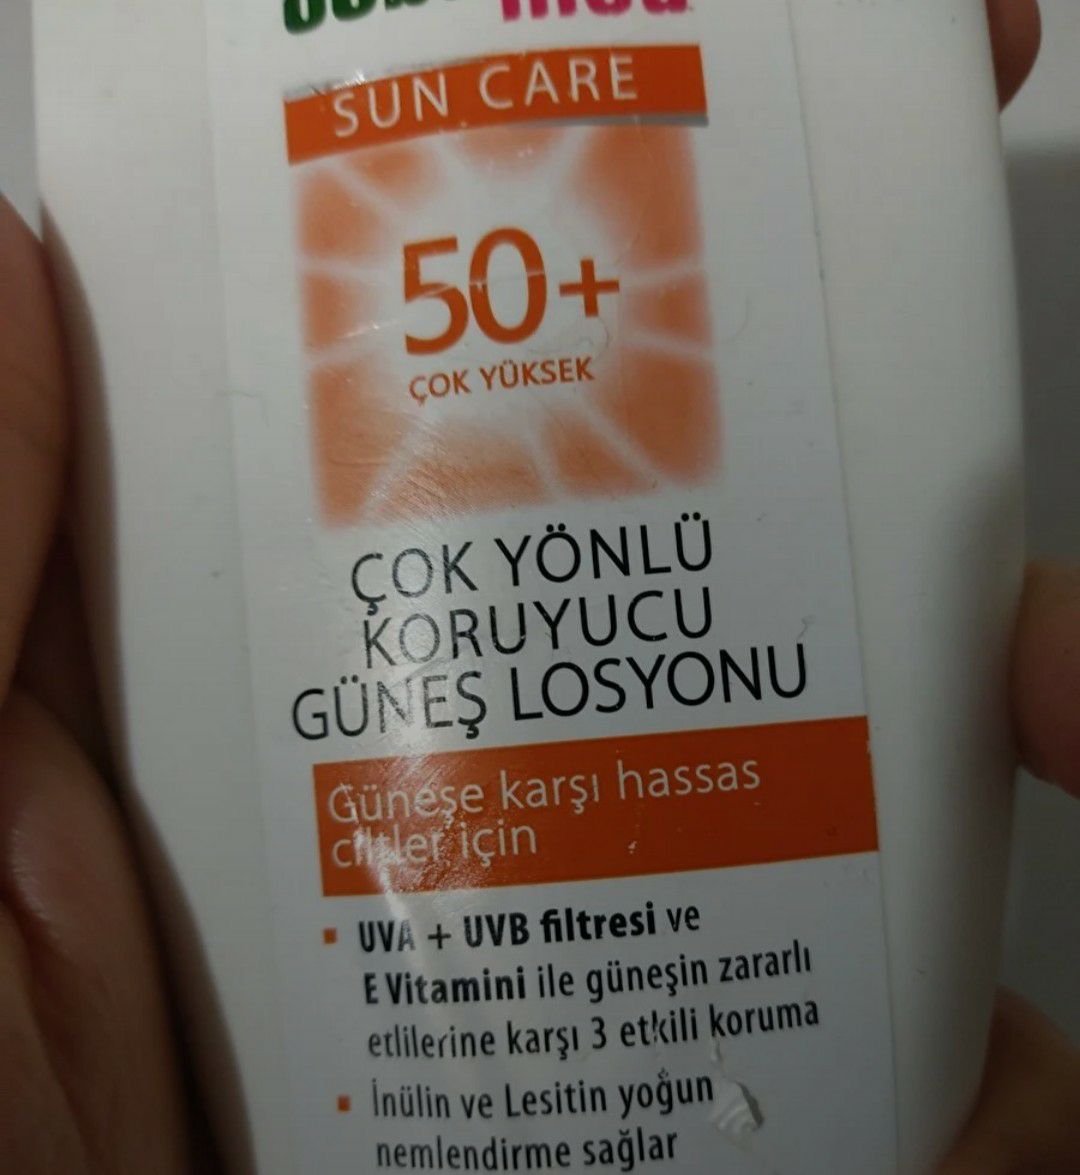 SUN CARE
50+
ÇOK YÜKSEK
ÇOK YÖNLÜ
KORUYUCU
GÜNEŞ LOSYONU
Güneşe karşı hassas
ciltler için
UVA + UVB filtresi ve
E Vitamini ile güneşin zararlı
etlilerine karşı 3 etkili koruma
İnülin ve Lesitin yoğun
nemlendirme sağlar